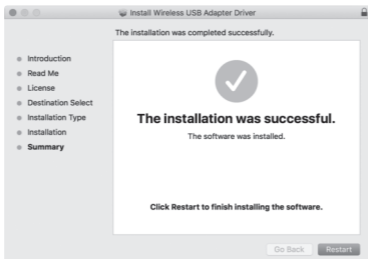 Install Wireless USB Adapter Driver
The installation was completed successfully.
Introduction
Read Me
License
Destination Select
Installation Type
Installation
Summary
The installation was successful.
The software was installed.
Click Restart to finish installing the software.
Go Back
Restart